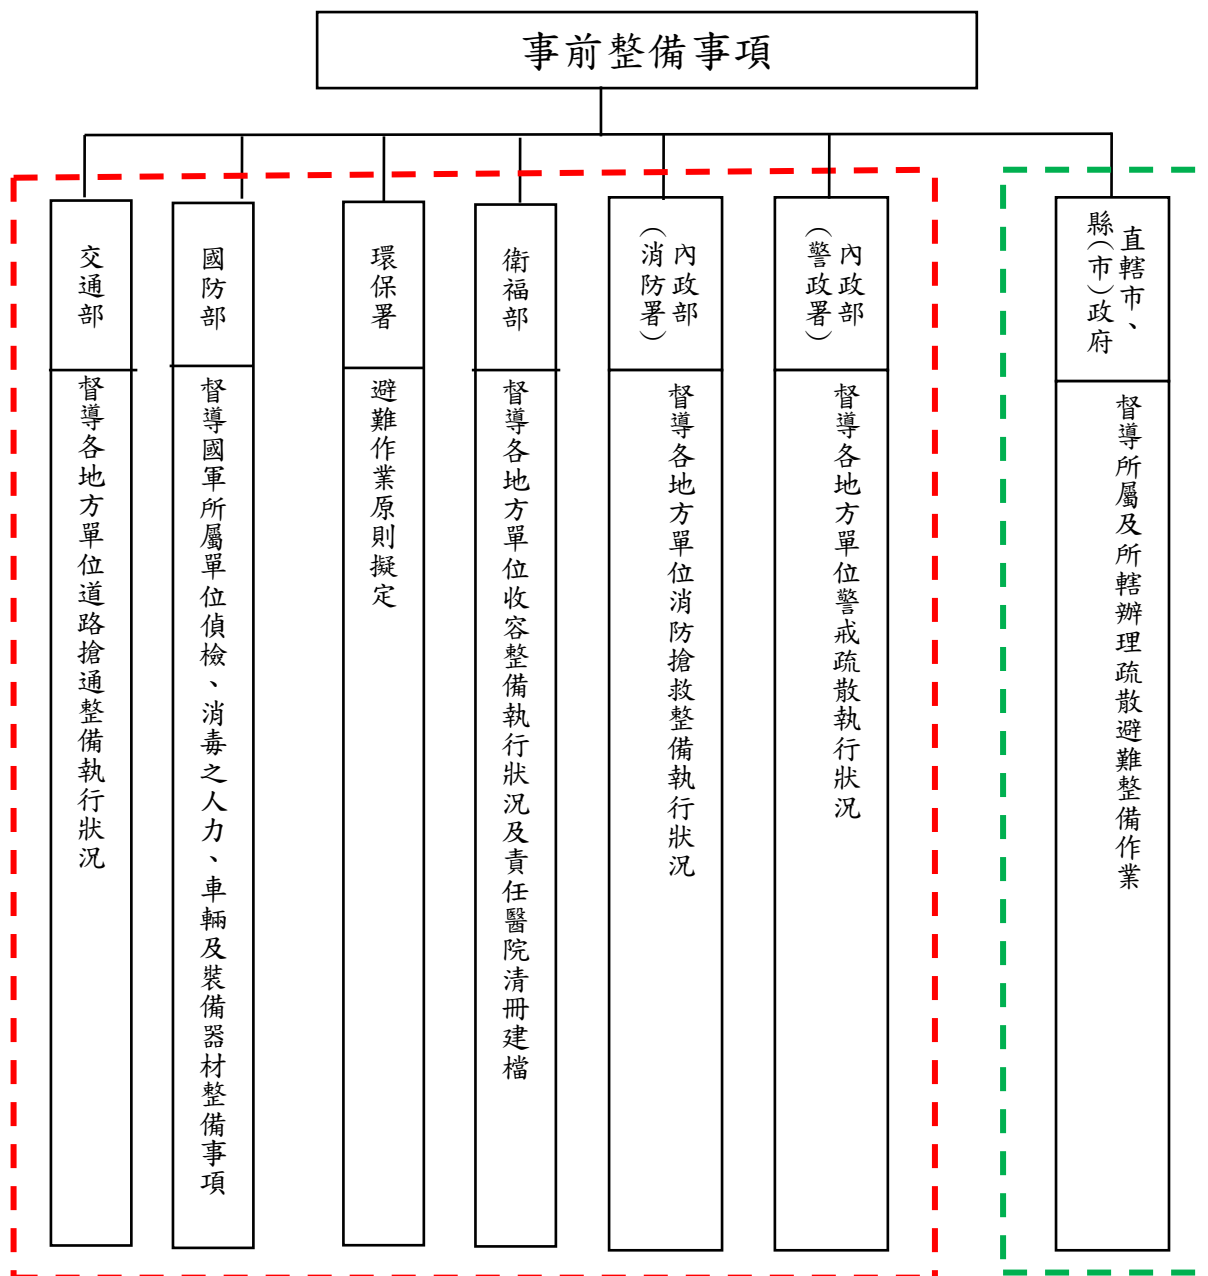 事前整備事項
交通部
督導各地方單位道路搶通整備執行狀況
國防部
督導國軍所屬單位偵檢、消毒之人力、車輛及裝備器材整備事項
環保署
避難作業原則擬定
衛福部
督導各地方單位收容整備執行狀況及責任醫院清冊建檔
內政部
(消防署)
督導各地方單位消防搶救整備執行狀況
內政部
(警政署)
督導各地方單位警戒疏散執行狀況
直轄市、
縣(市)政府
督導所屬及所轄辦理疏散避難整備作業